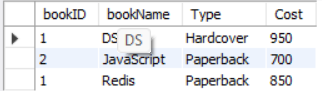 bookID bookName Type Cost
1 DS Hardcover 950
DS
2 JavaScript Paperback 700
1 Redis Paperback 850